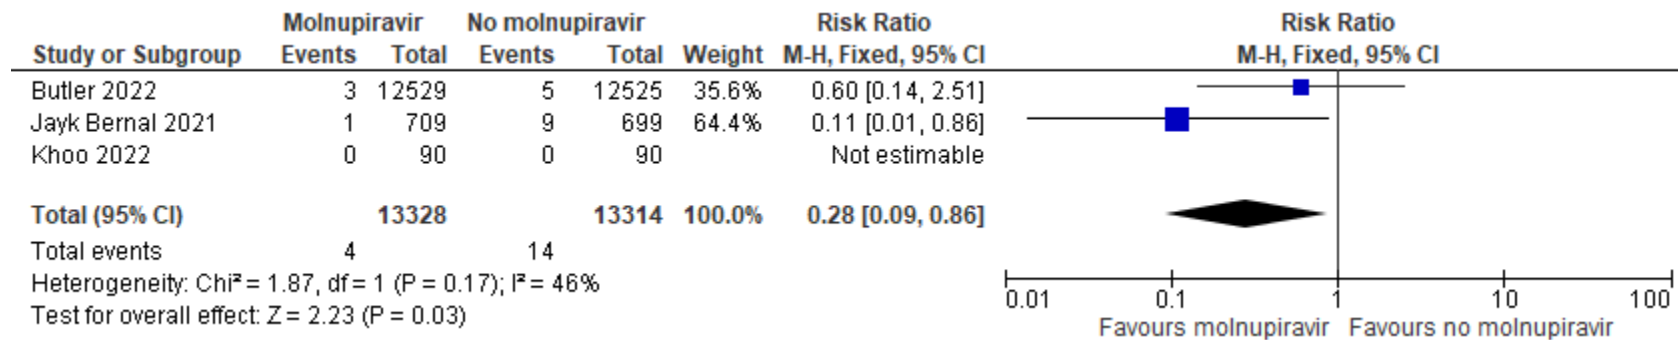 Molnupiravir No molnupiravir Risk Ratio Risk Ratio
Study or Subgroup Events Total Events Total Weight M-H, Fixed, 95% CI M-H, Fixed, 95% CI
Butler 2022 3 12529 5 12525 35.6% 0.60 [0.14, 2.51]
Jayk Bernal 2021 1 709 9 699 64.4% 0.11 [0.01, 0.86]
Khoo 2022 0 90 0 90 Not estimable
Total (95% CI) 13328 13314 100.0% 0.28 [0.09, 0.86]
Total events 4 14
Heterogeneity: Chi² = 1.87, df = 1 (P = 0.17); I² = 46%
Test for overall effect: Z = 2.23 (P = 0.03)
0.01 0.1 1 10 100
Favours molnupiravir Favours no molnupiravir